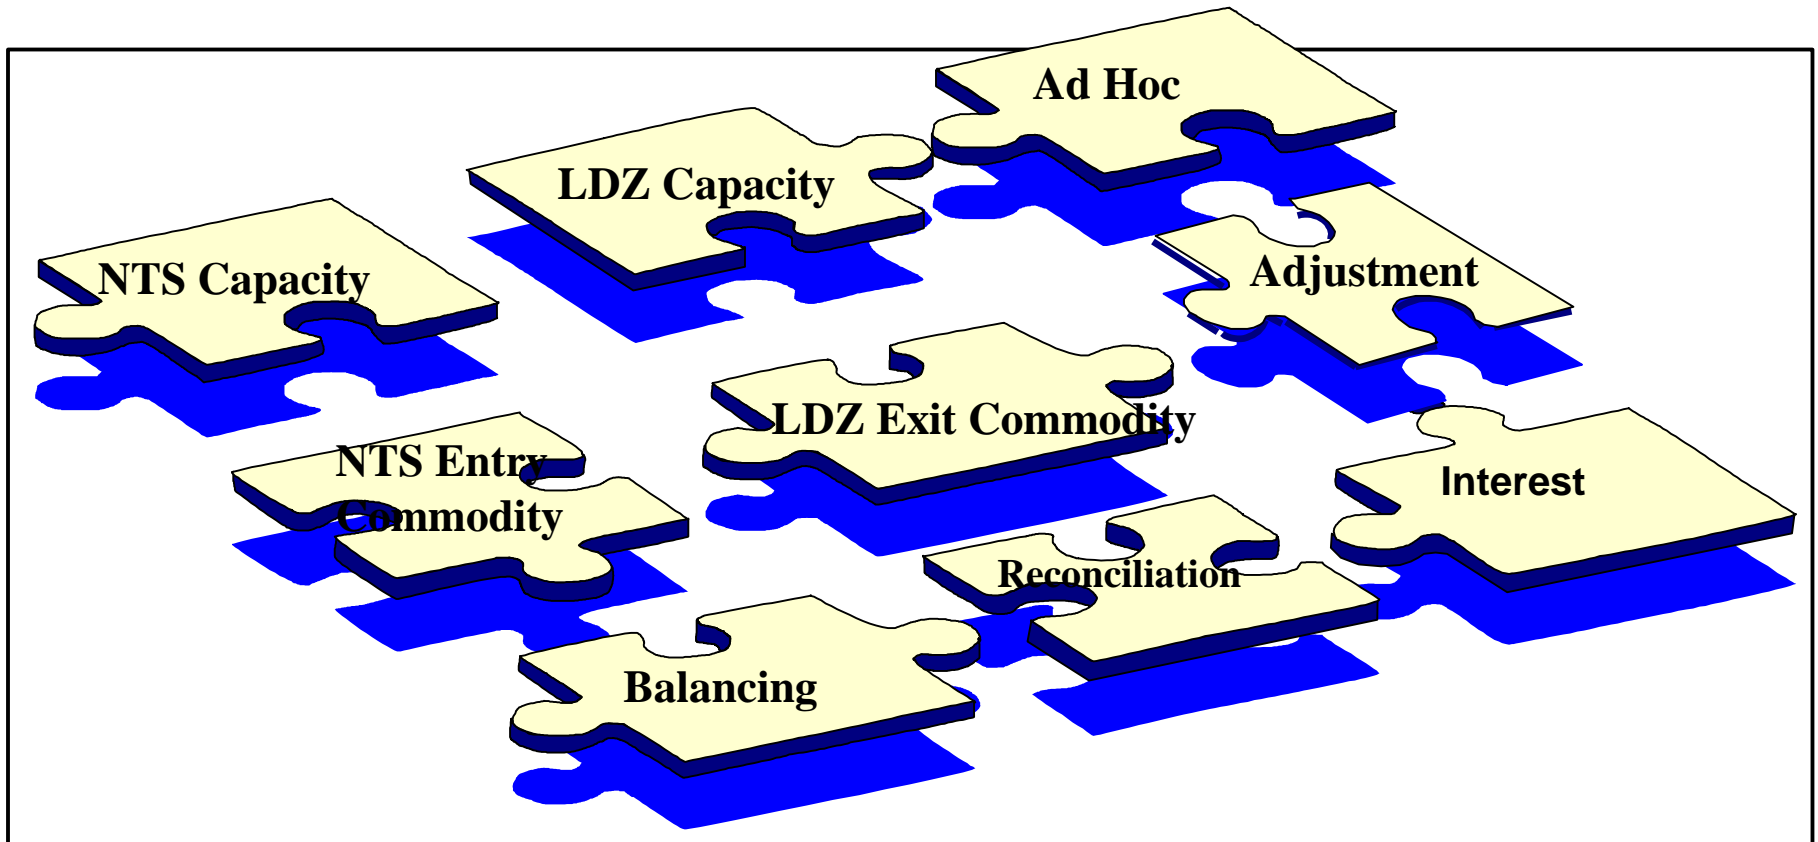 Ad Hoc
LDZ Capacity
NTS Capacity
Adjustment
LDZ Exit Commodity
NTS Entry
Commodity
Interest
Reconciliation
Balancing